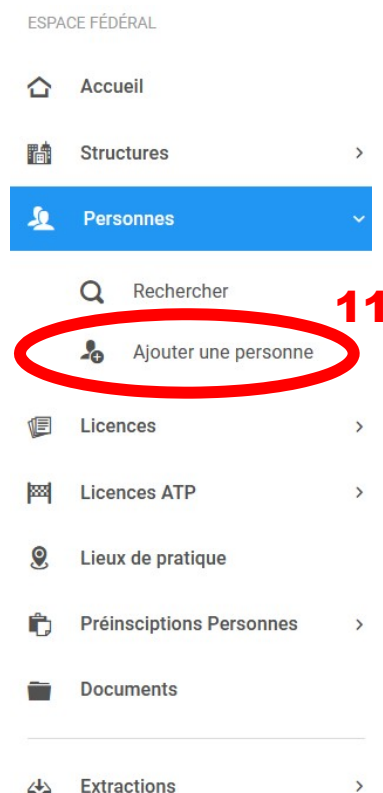 ESPACE FÉDÉRAL
Accueil
Structures
Personnes
Rechercher
11
Ajouter une personne
Licences
Licences ATP
Lieux de pratique
Préinsciptions Personnes
Documents
Extractions